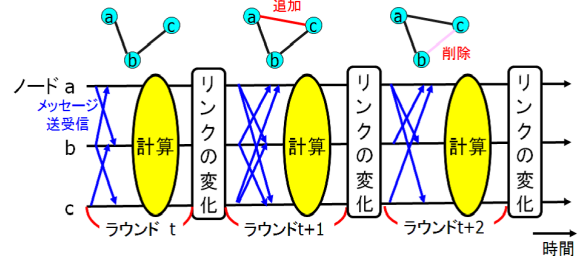 a
c
b
追加
a
c
b
a
c
b
削除
ノード a
メッセージ
送受信
b
c
計算
リンクの変化
計算
リンクの変化
計算
リンクの変化
ラウンド t
ラウンドt+1
ラウンドt+2
時間